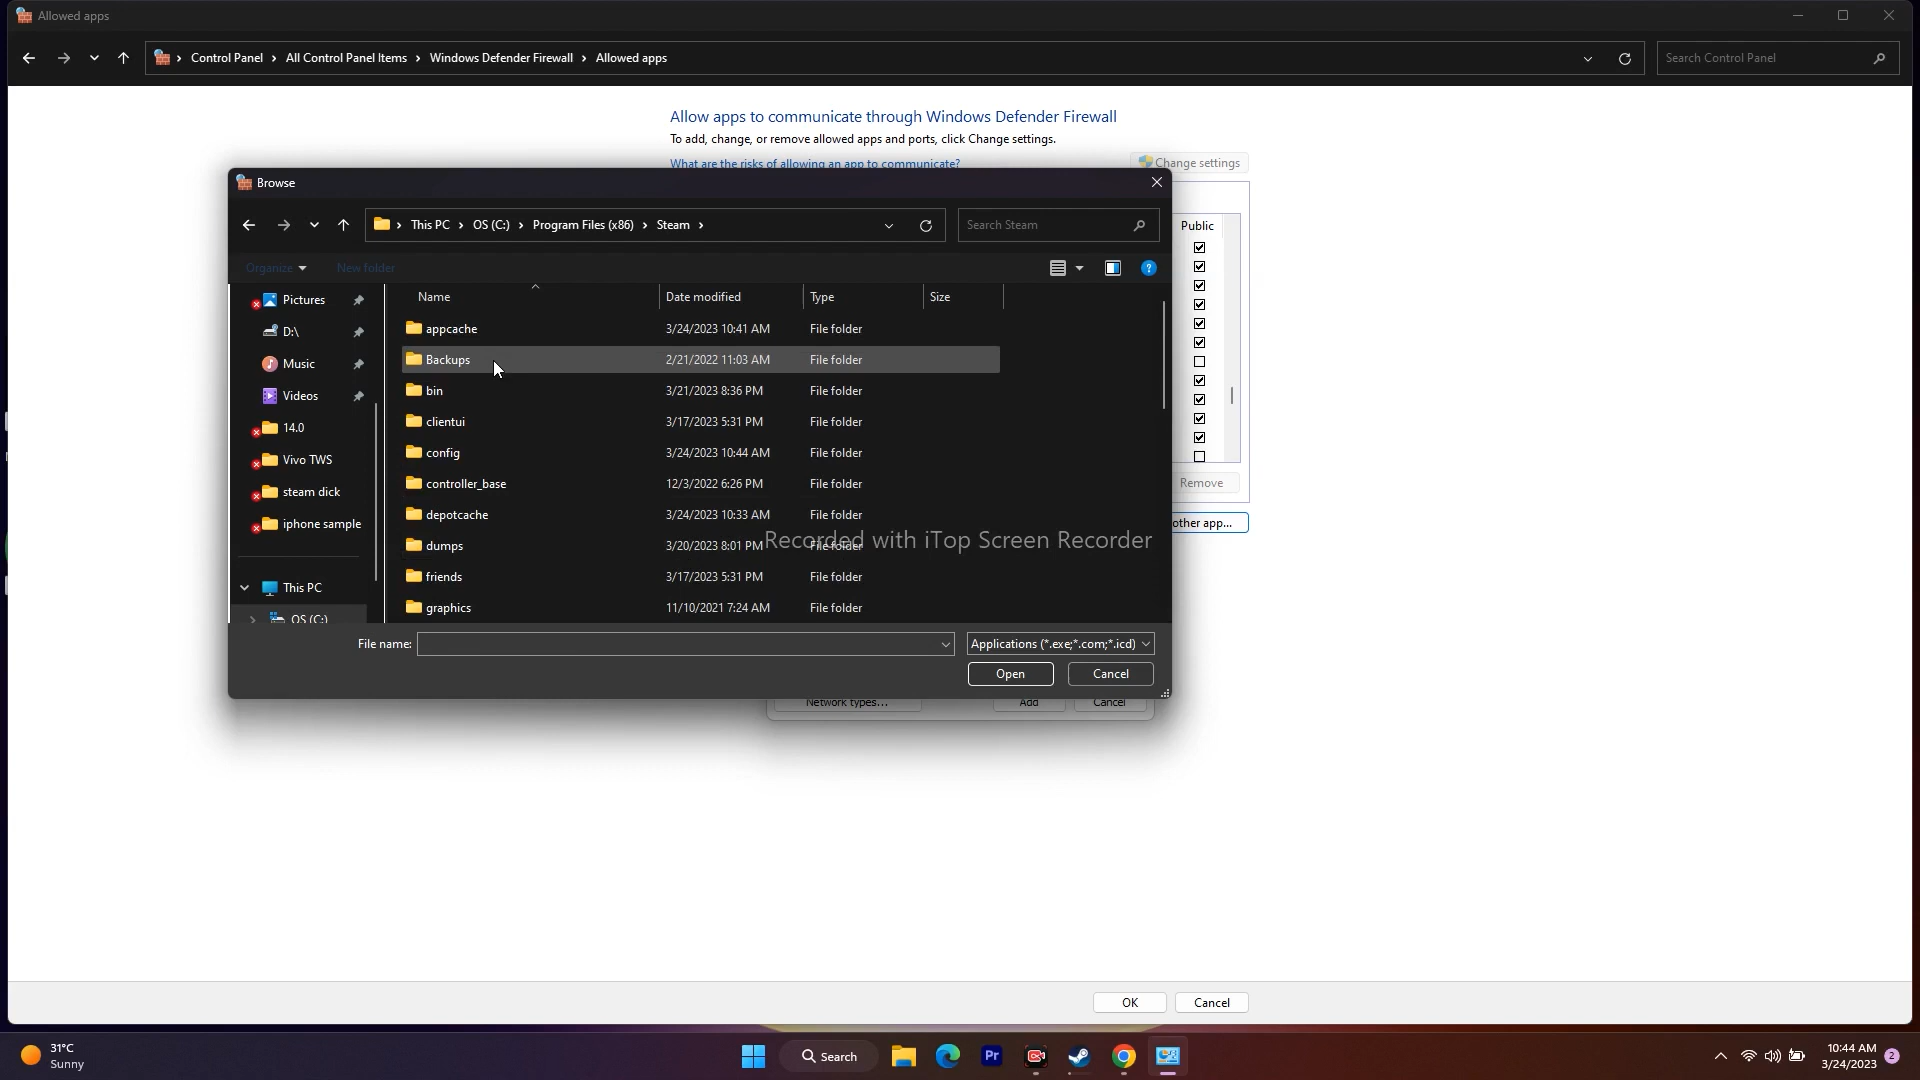 Allowed apps
Control Panel > All Control Panel Items > Windows Defender Firewall > Allowed apps
Search Control Panel
Allow apps to communicate through Windows Defender Firewall
To add, change, or remove allowed apps and ports, click Change settings.
What are the risks of allowing an app to communicate?
Change settings
Browse
This PC > OS (C:) > Program Files (x86) > Steam >
Search Steam
Public
Organize
New folder
Name Date modified Type Size
Pictures
D:\
Music
Videos
14.0
Vivo TWS
steam dick
iphone sample
This PC
OS (C:)
appcache 3/24/2023 10:41 AM File folder
Backups 2/21/2022 11:03 AM File folder
bin 3/21/2023 8:36 PM File folder
clientui 3/17/2023 5:31 PM File folder
config 3/24/2023 10:44 AM File folder
controller_base 12/3/2022 6:26 PM File folder
depotcache 3/24/2023 10:33 AM File folder
dumps 3/20/2023 8:01 PM File folder
friends 3/17/2023 5:31 PM File folder
graphics 11/10/2021 7:24 AM File folder
Remove
other app...
Recorded with iTop Screen Recorder
File name:
Applications (*.exe;*.com;*.icd)
Open
Cancel
Network types...
Add
Cancel
OK
Cancel
31°C
Sunny
Search
Pr
10:44 AM
3/24/2023
2